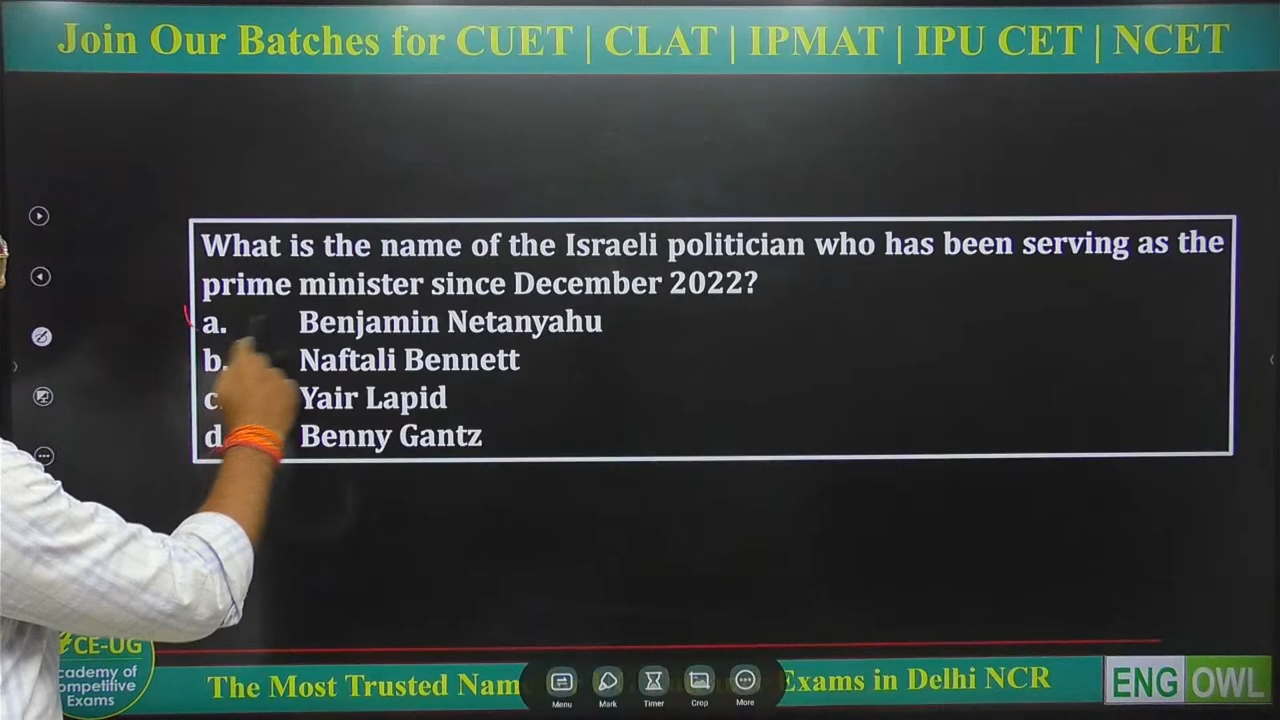 Join Our Batches for CUET | CLAT | IPMAT | IPU CET | NCET
What is the name of the Israeli politician who has been serving as the
prime minister since December 2022?
a. Benjamin Netanyahu
b. Naftali Bennett
c. Yair Lapid
d Benny Gantz
CE-UG
cademy of
ompetitive
Exams
The Most Trusted Nam Exams in Delhi NCR
Menu Mark Timer Crop More
ENG OWL